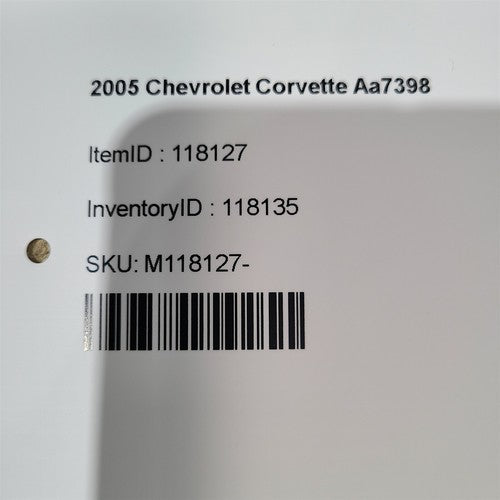 2005 Chevrolet Corvette Aa7398
ItemID : 118127
InventoryID : 118135
SKU: M118127-